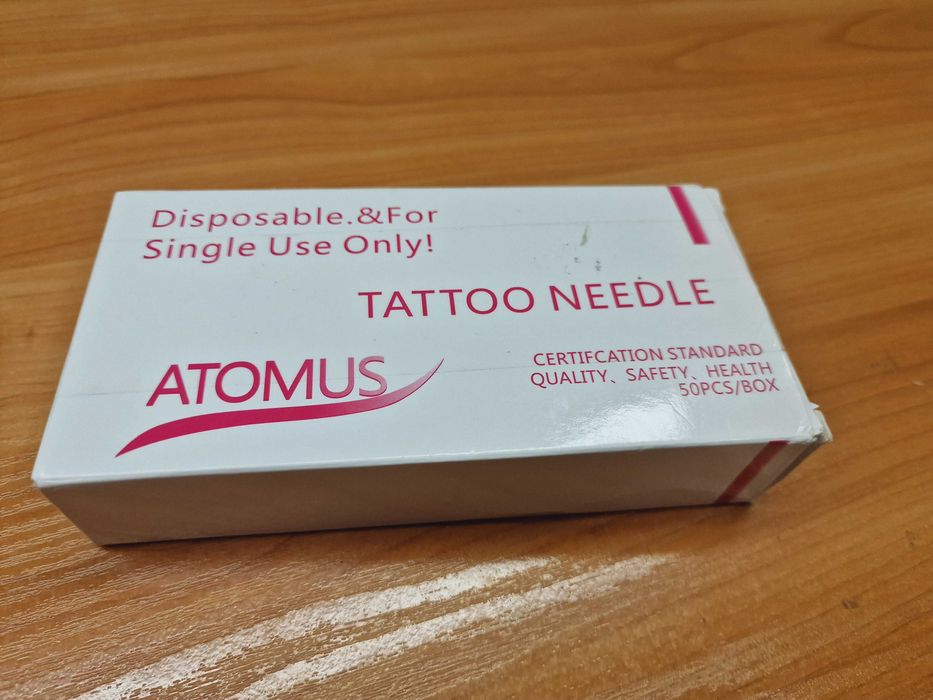 Disposable.&For
Single Use Only!
TATTOO NEEDLE
ATOMUS
CERTIFCATION STANDARD
QUALITY、SAFETY、HEALTH
50PCS/BOX